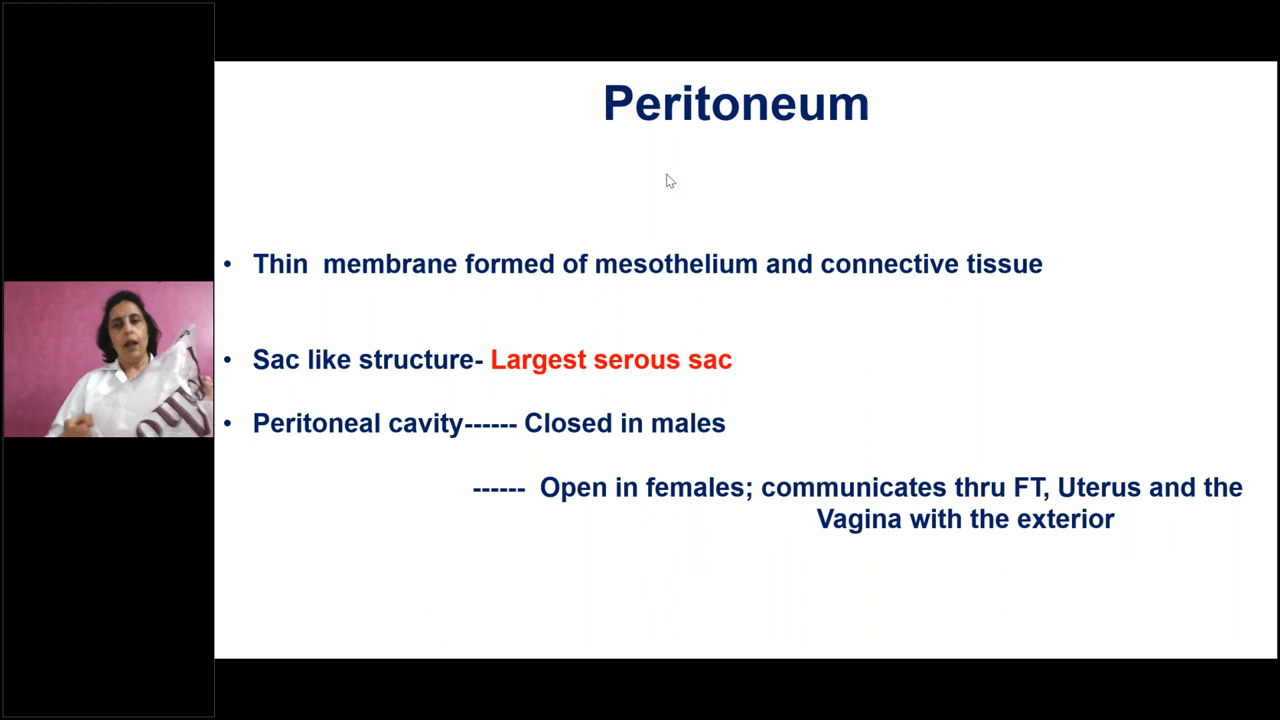 Peritoneum
• Thin membrane formed of mesothelium and connective tissue
• Sac like structure- Largest serous sac
• Peritoneal cavity------ Closed in males
------ Open in females; communicates thru FT, Uterus and the
Vagina with the exterior